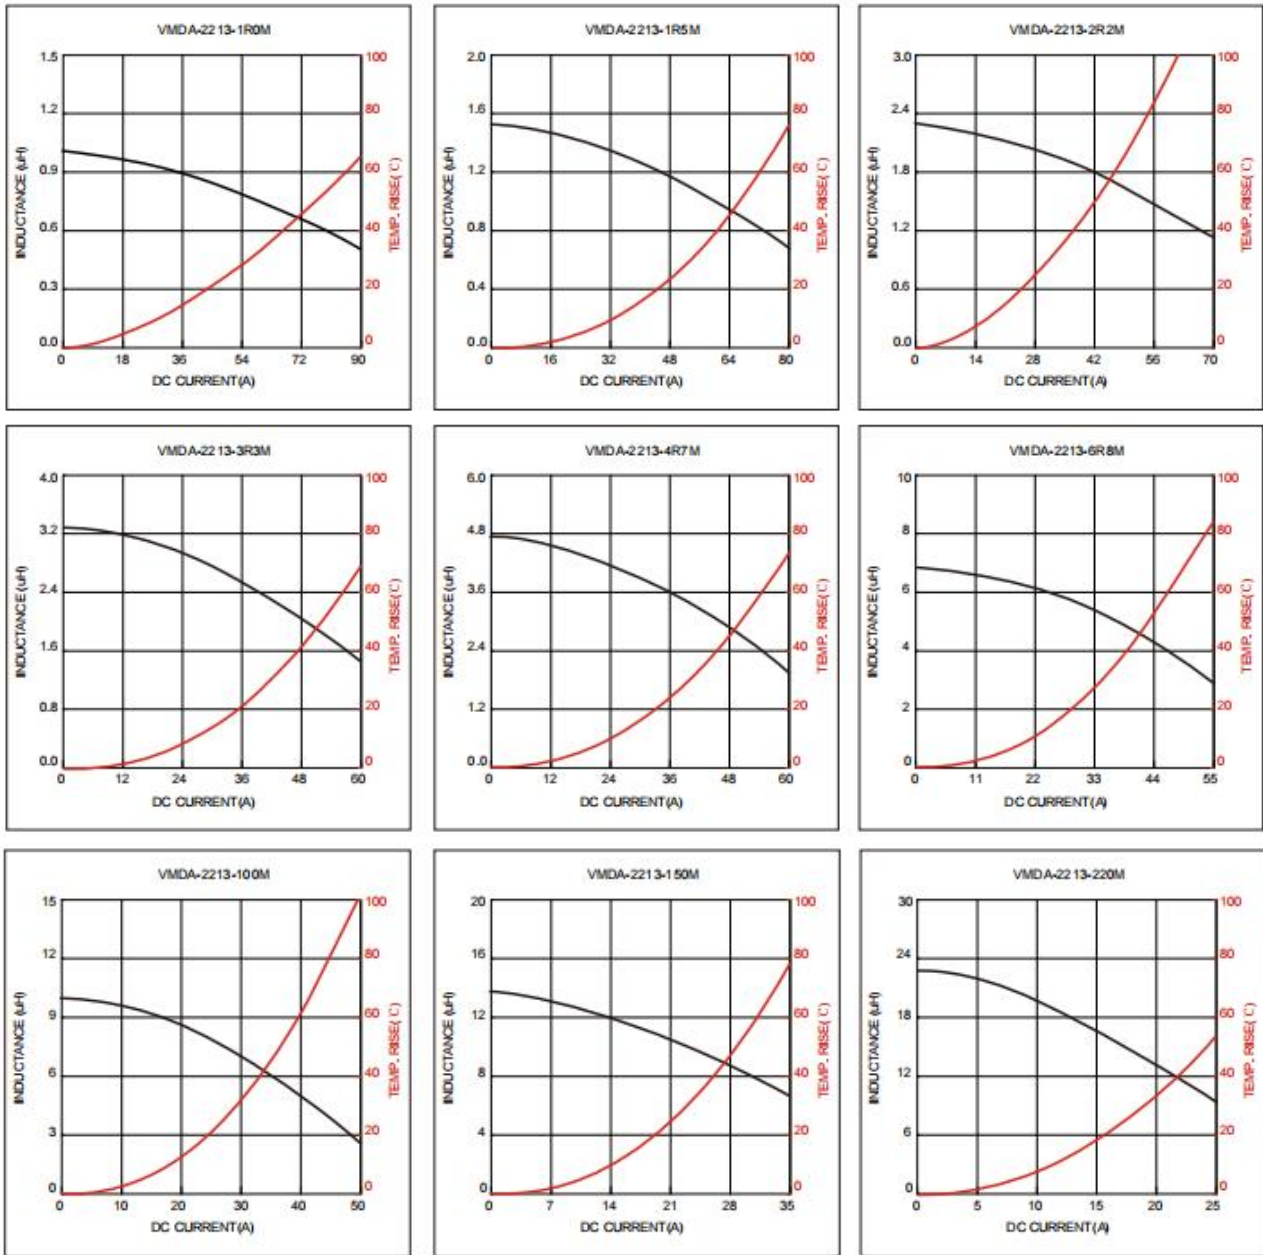 VMDA-2213-1R0M
1.5
1.2
0.9
0.6
0.3
0.0
INDUCTANCE (uH)
100
80
60
40
20
0
TEMP. RISE(℃)
0 18 36 54 72 90
DC CURRENT(A)
VMDA-2213-1R5M
2.0
1.6
1.2
0.8
0.4
0.0
INDUCTANCE (uH)
100
80
60
40
20
0
TEMP. RISE(℃)
0 16 32 48 64 80
DC CURRENT(A)
VMDA-2213-2R2M
3.0
2.4
1.8
1.2
0.6
0.0
INDUCTANCE (uH)
100
80
60
40
20
0
TEMP. RISE(℃)
0 14 28 42 56 70
DC CURRENT(A)
VMDA-2213-3R3M
4.0
3.2
2.4
1.6
0.8
0.0
INDUCTANCE (uH)
100
80
60
40
20
0
TEMP. RISE(℃)
0 12 24 36 48 60
DC CURRENT(A)
VMDA-2213-4R7M
6.0
4.8
3.6
2.4
1.2
0.0
INDUCTANCE (uH)
100
80
60
40
20
0
TEMP. RISE(℃)
0 12 24 36 48 60
DC CURRENT(A)
VMDA-2213-6R8M
10
8
6
4
2
0
INDUCTANCE (uH)
100
80
60
40
20
0
TEMP. RISE(℃)
0 11 22 33 44 55
DC CURRENT(A)
VMDA-2213-100M
15
12
9
6
3
0
INDUCTANCE (uH)
100
80
60
40
20
0
TEMP. RISE(℃)
0 10 20 30 40 50
DC CURRENT(A)
VMDA-2213-150M
20
16
12
8
4
0
INDUCTANCE (uH)
100
80
60
40
20
0
TEMP. RISE(℃)
0 7 14 21 28 35
DC CURRENT(A)
VMDA-2213-220M
30
24
18
12
6
0
INDUCTANCE (uH)
100
80
60
40
20
0
TEMP. RISE(℃)
0 5 10 15 20 25
DC CURRENT(A)